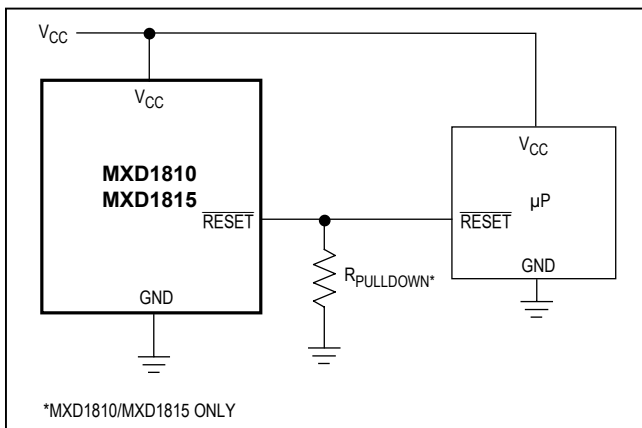 VCC
VCC
MXD1810
MXD1815
RESET
GND
RPULLDOWN*
VCC
µP
RESET
GND
*MXD1810/MXD1815 ONLY